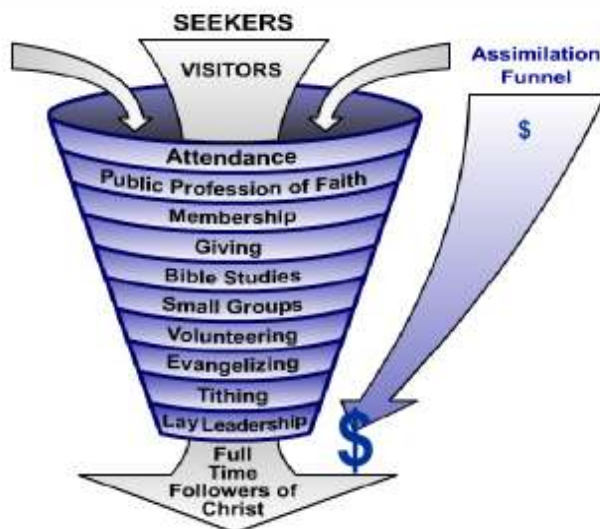 SEEKERS
VISITORS
Assimilation
Funnel
$
Attendance
Public Profession of Faith
Membership
Giving
Bible Studies
Small Groups
Volunteering
Evangelizing
Tithing
Lay Leadership
$
Full
Time
Followers of
Christ